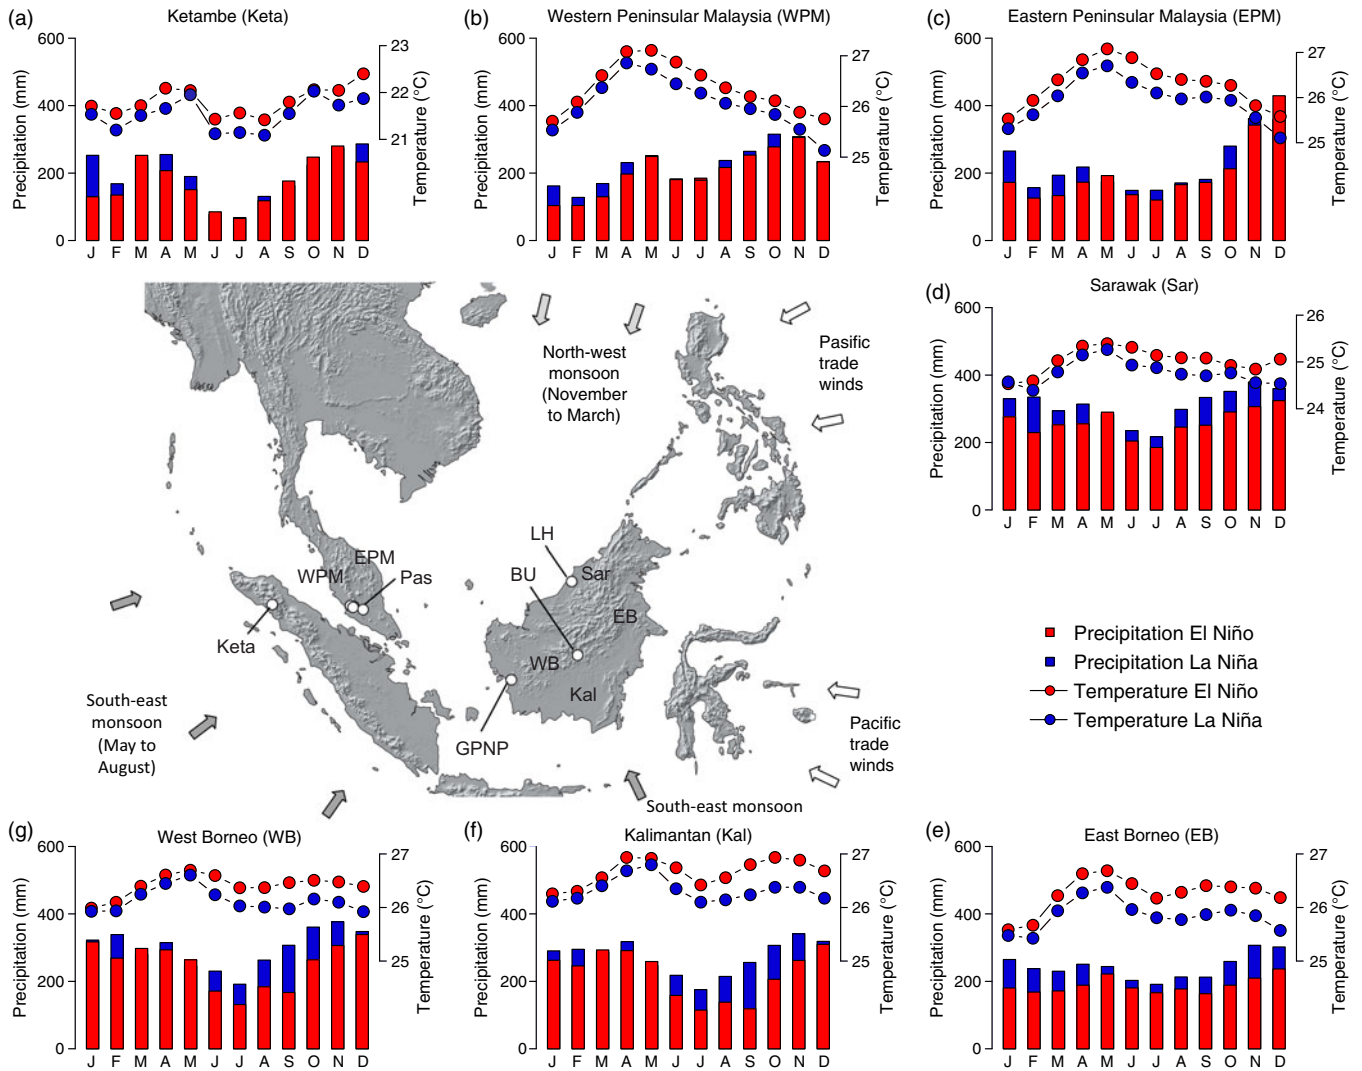 (a) Ketambe (Keta)
Precipitation (mm)
600
400
200
0
23
22
21
Temperature (°C)
J F M A M J J A S O N D
(b) Western Peninsular Malaysia (WPM)
Precipitation (mm)
600
400
200
0
27
26
25
Temperature (°C)
J F M A M J J A S O N D
(c) Eastern Peninsular Malaysia (EPM)
Precipitation (mm)
600
400
200
0
27
26
25
Temperature (°C)
J F M A M J J A S O N D
(d) Sarawak (Sar)
Precipitation (mm)
600
400
200
0
26
25
24
Temperature (°C)
J F M A M J J A S O N D
North-west
monsoon
(November
to March)
Pasific
trade
winds
LH
EPM
WPM
Pas
BU
Sar
Keta
EB
WB
Kal
GPNP
South-east
monsoon
(May to
August)
Pacific
trade
winds
South-east monsoon
Precipitation El Niño
Precipitation La Niña
Temperature El Niño
Temperature La Niña
(g) West Borneo (WB)
Precipitation (mm)
600
400
200
0
27
26
25
Temperature (°C)
J F M A M J J A S O N D
(f) Kalimantan (Kal)
Precipitation (mm)
600
400
200
0
27
26
25
Temperature (°C)
J F M A M J J A S O N D
(e) East Borneo (EB)
Precipitation (mm)
600
400
200
0
27
26
25
Temperature (°C)
J F M A M J J A S O N D